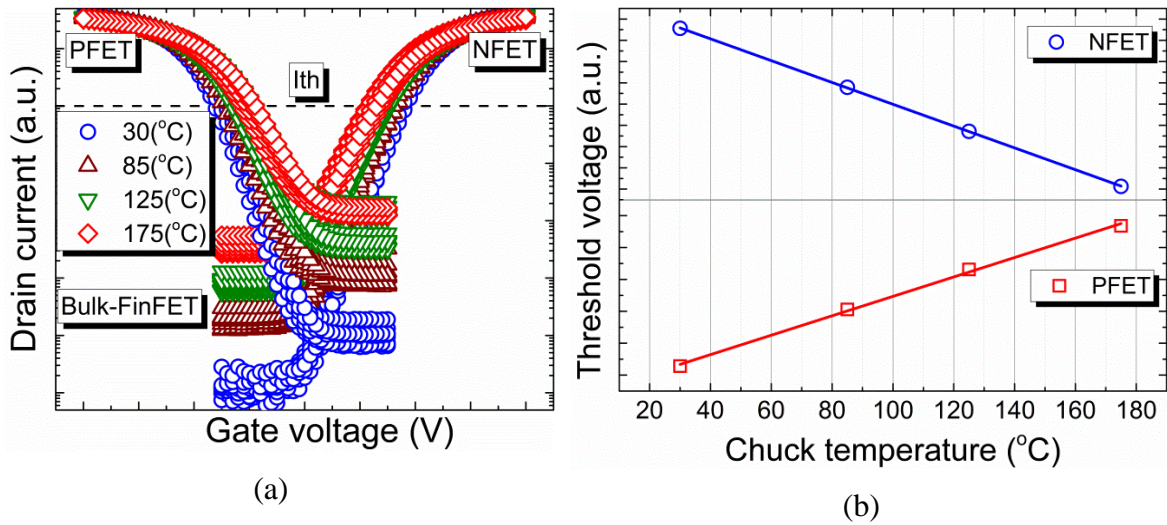 Drain current (a.u.)
PFET
NFET
Ith
30(°C)
85(°C)
125(°C)
175(°C)
Bulk-FinFET
Gate voltage (V)
(a)
Threshold voltage (a.u.)
NFET
PFET
20 40 60 80 100 120 140 160 180
Chuck temperature (°C)
(b)